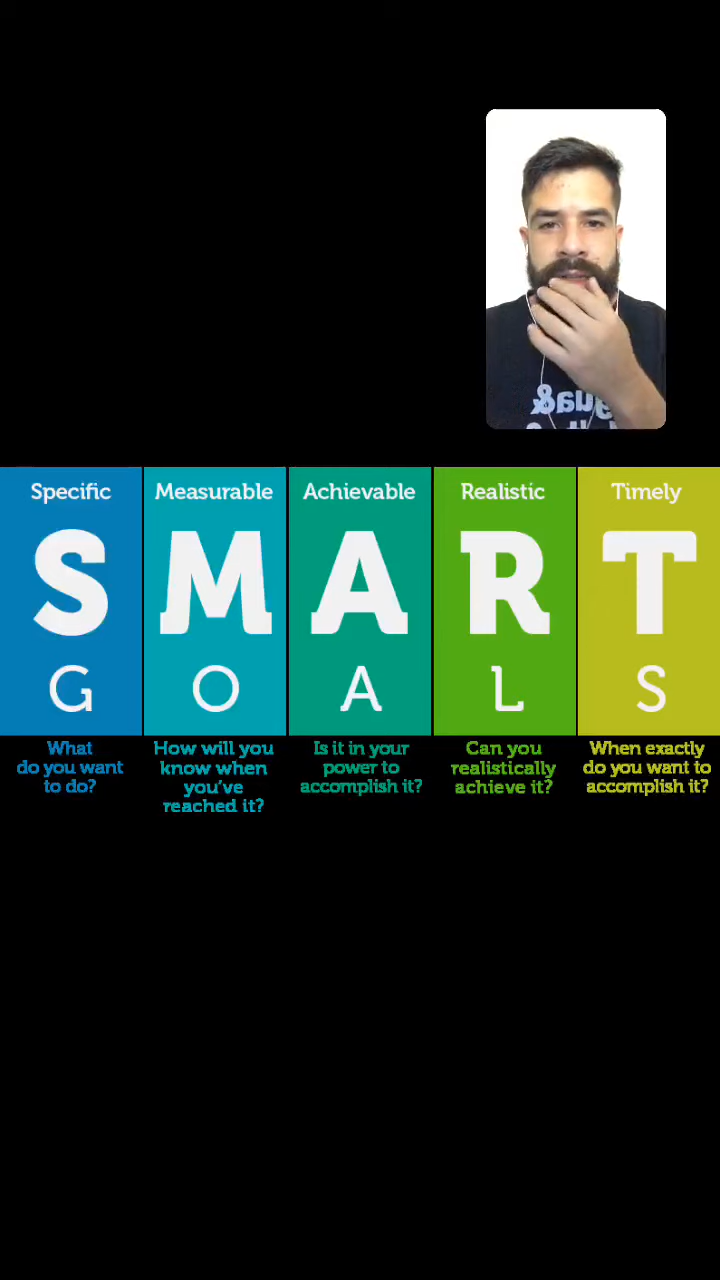 Specific
Measurable
Achievable
Realistic
Timely
S M A R T
G O A L S
What
do you want
to do?
How will you
know when
you've
reached it?
Is it in your
power to
accomplish it?
Can you
realistically
achieve it?
When exactly
do you want to
accomplish it?